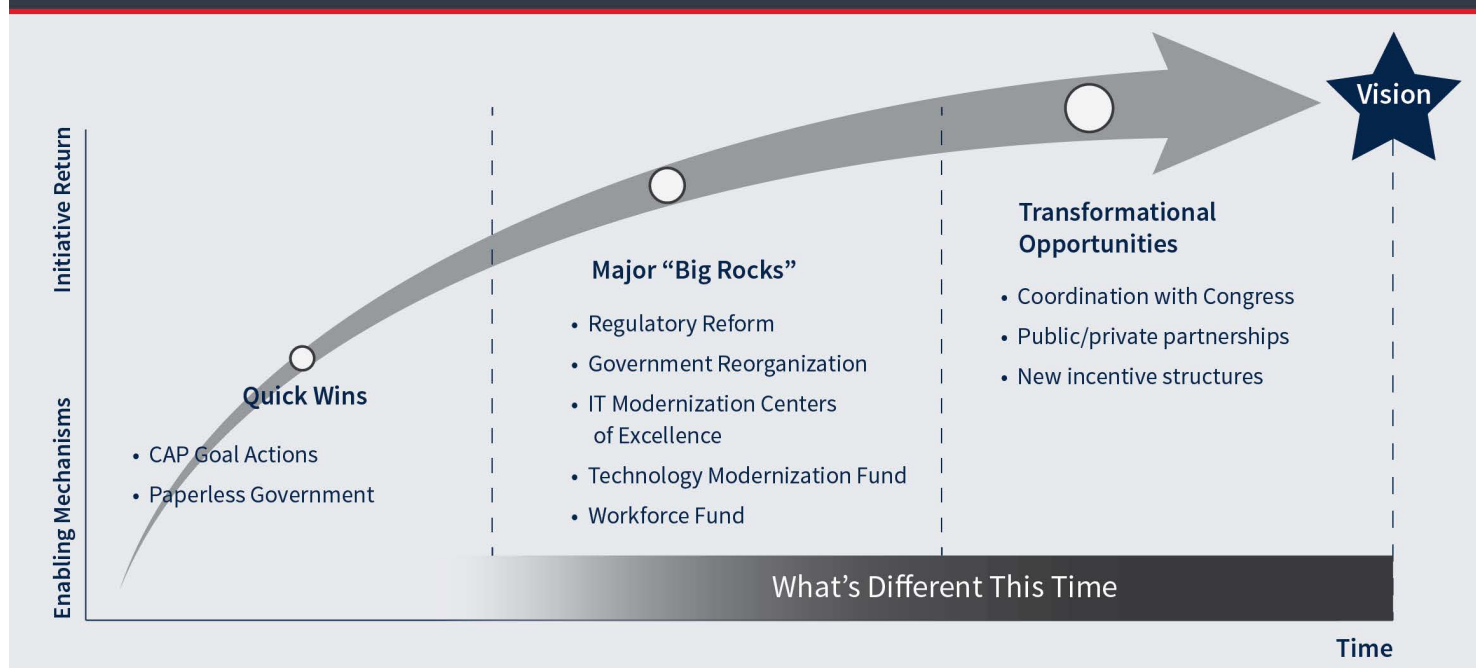 Vision
Initiative Return
Enabling Mechanisms
Quick Wins
• CAP Goal Actions
• Paperless Government
Major “Big Rocks”
• Regulatory Reform
• Government Reorganization
• IT Modernization Centers
of Excellence
• Technology Modernization Fund
• Workforce Fund
Transformational
Opportunities
• Coordination with Congress
• Public/private partnerships
• New incentive structures
What’s Different This Time
Time